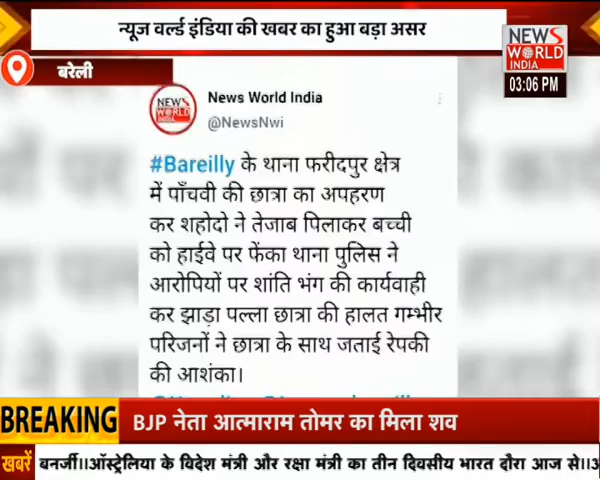 न्यूज वर्ल्ड इंडिया की खबर का हुआ बड़ा असर
NEWS
WORLD
INDIA
03:06 PM
बरेली
NEWS
WORLD
INDIA
News World India
@NewsNwi
#Bareilly के थाना फरीदपुर क्षेत्र
में पाँचवी की छात्रा का अपहरण
कर शहोदो ने तेजाब पिलाकर बच्ची
को हाईवे पर फेंका थाना पुलिस ने
आरोपियों पर शांति भंग की कार्यवाही
कर झाड़ा पल्ला छात्रा की हालत गम्भीर
परिजनों ने छात्रा के साथ जताई रेपकी
की आशंका।
BREAKING
BJP नेता आत्माराम तोमर का मिला शव
खबरें
बनर्जी।।ऑस्ट्रेलिया के विदेश मंत्री और रक्षा मंत्री का तीन दिवसीय भारत दौरा आज से।।